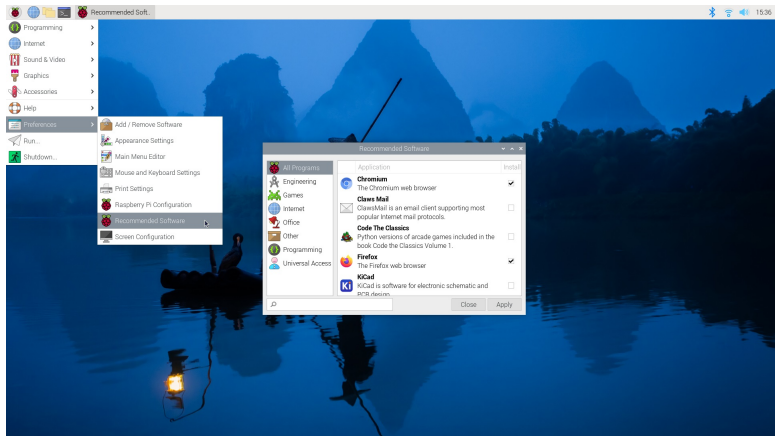 Recommended Soft..
15:36
Programming
Internet
Sound & Video
Graphics
Accessories
Help
Preferences
Run...
Shutdown...
Add / Remove Software
Appearance Settings
Main Menu Editor
Mouse and Keyboard Settings
Print Settings
Raspberry Pi Configuration
Recommended Software
Screen Configuration
Recommended Software
All Programs
Engineering
Games
Internet
Office
Other
Programming
Universal Access
Application
Install
Chromium
The Chromium web browser
Claws Mail
ClawsMail is an email client supporting most
popular Internet mail protocols.
Code The Classics
Python versions of arcade games included in the
book Code the Classics Volume 1.
Firefox
The Firefox web browser
Ki
KiCad
KiCad is software for electronic schematic and
PCB design
Close
Apply